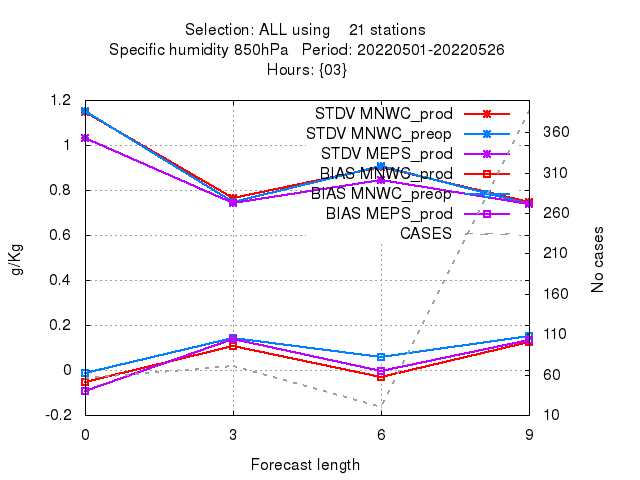 Selection: ALL using    21 stations
Specific humidity 850hPa   Period: 20220501-20220526
Hours: {03}
STDV MNWC_prod
STDV MNWC_preop
STDV MEPS_prod
BIAS MNWC_prod
BIAS MNWC_preop
BIAS MEPS_prod
CASES
1.2
1
0.8
0.6
0.4
0.2
0
-0.2
g/Kg
360
310
260
210
160
110
60
10
No cases
0 3 6 9
Forecast length